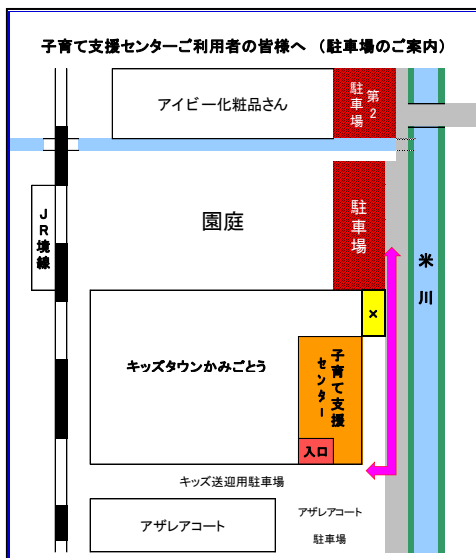 子育て支援センターご利用者の皆様へ （駐車場のご案内）
アイビー化粧品さん
第2
駐車場
JR境線
園庭
駐車場
米川
×
キッズタウンかみごとう
子育て支援
センター
入口
キッズ送迎用駐車場
アザレアコート
アザレアコート
駐車場